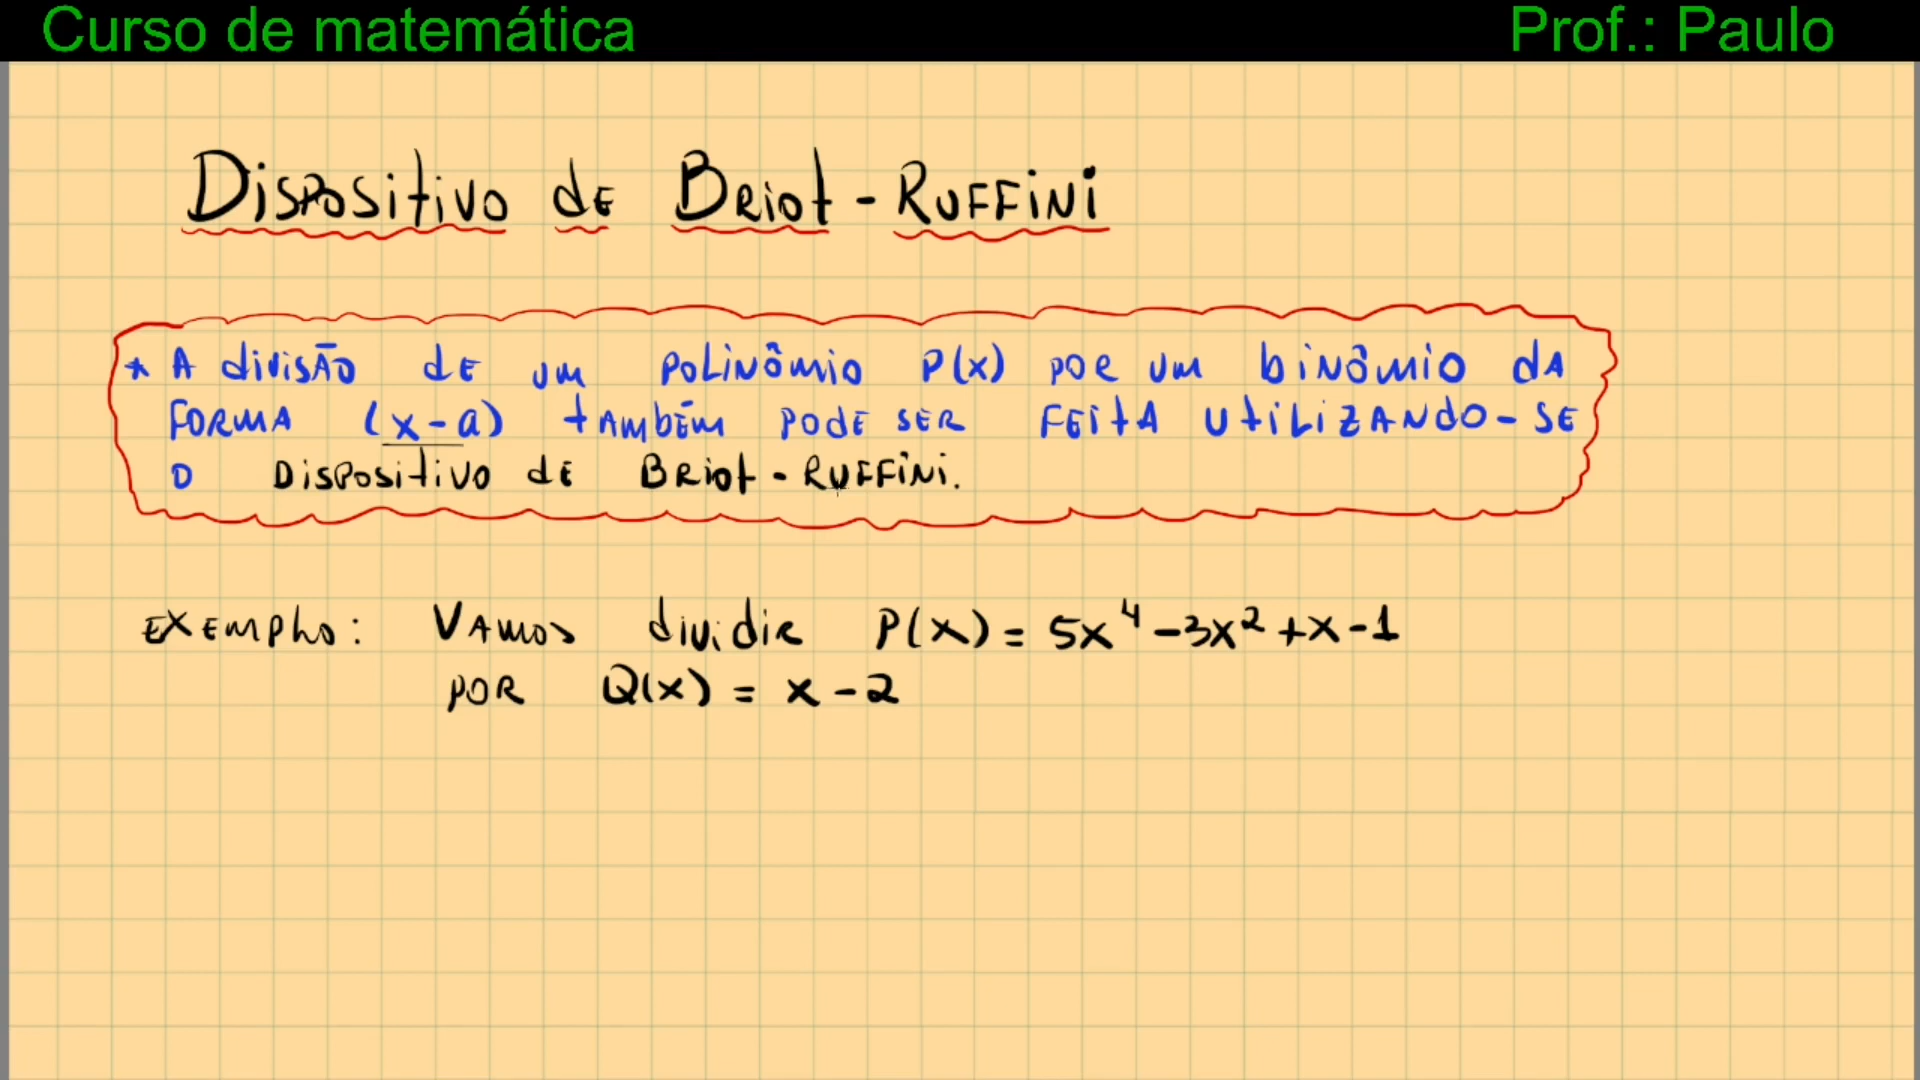 Curso de matemática Prof.: Paulo
Dispositivo de Briot - Ruffini
* A divisão de um polinômio P(x) por um binômio da
forma (x-a) também pode ser feita utilizando-se
o Dispositivo de Briot - Ruffini.
Exemplo: Vamos dividir P(x) = 5x⁴ -3x² +x -1
por Q(x) = x - 2